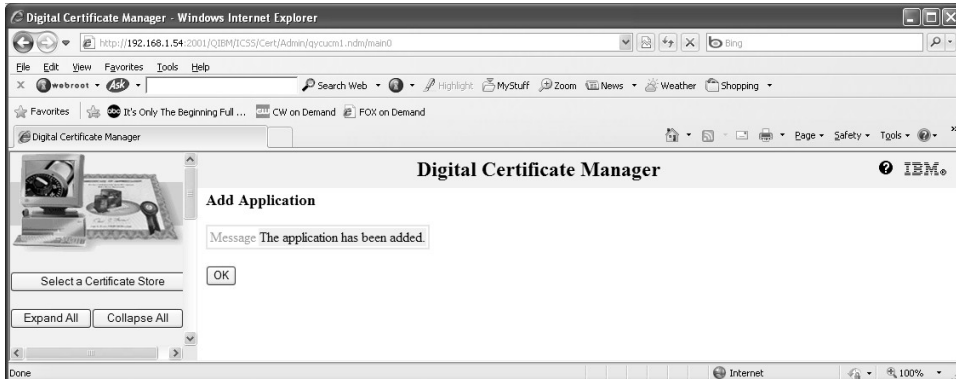 Digital Certificate Manager - Windows Internet Explorer
http://192.168.1.54:2001/QIBM/ICSS/Cert/Admin/qycucm1.ndm/main0
Bing
File Edit View Favorites Tools Help
webroot Ask Search Web Highlight MyStuff Zoom News Weather Shopping
Favorites abc It's Only The Beginning Full ... CW on Demand FOX on Demand
Digital Certificate Manager Page Safety Tools
Digital Certificate Manager IBM®
Add Application
Message The application has been added.
OK
Select a Certificate Store
Expand All Collapse All
Done Internet 100%